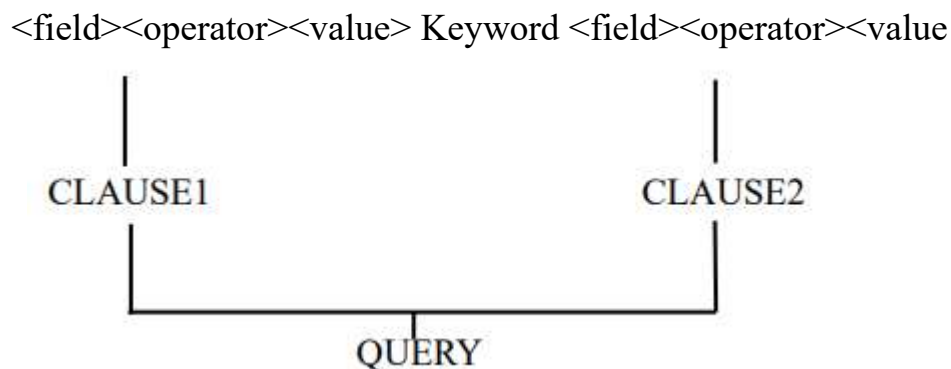 <field><operator><value> Keyword <field><operator><value
CLAUSE1 CLAUSE2
QUERY